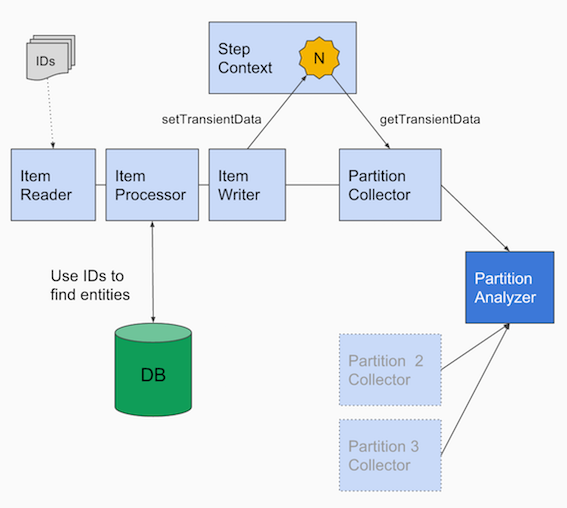 Step
Context
N
IDs
setTransientData
getTransientData
Item
Reader
Item
Processor
Item
Writer
Partition
Collector
Use IDs to
find entities
Partition
Analyzer
DB
Partition 2
Collector
Partition 3
Collector